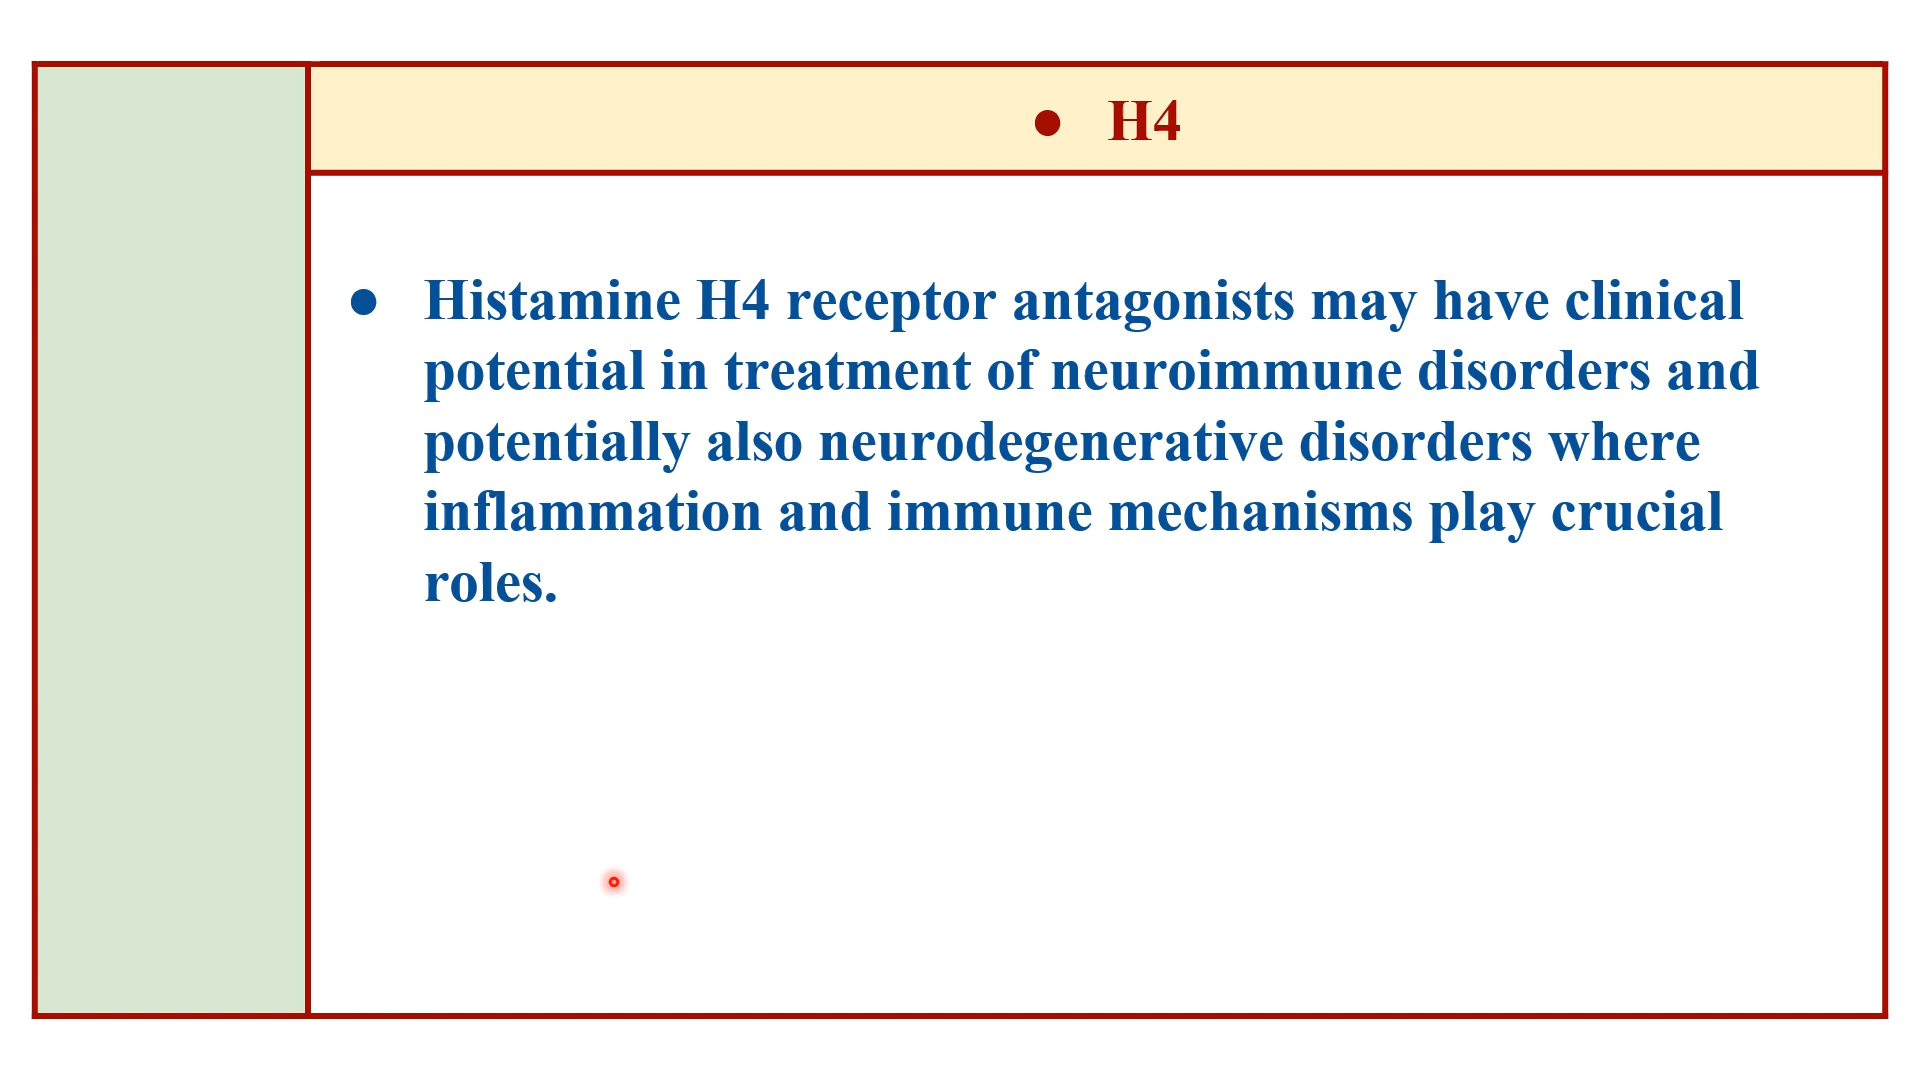 ● H4
● Histamine H4 receptor antagonists may have clinical
potential in treatment of neuroimmune disorders and
potentially also neurodegenerative disorders where
inflammation and immune mechanisms play crucial
roles.